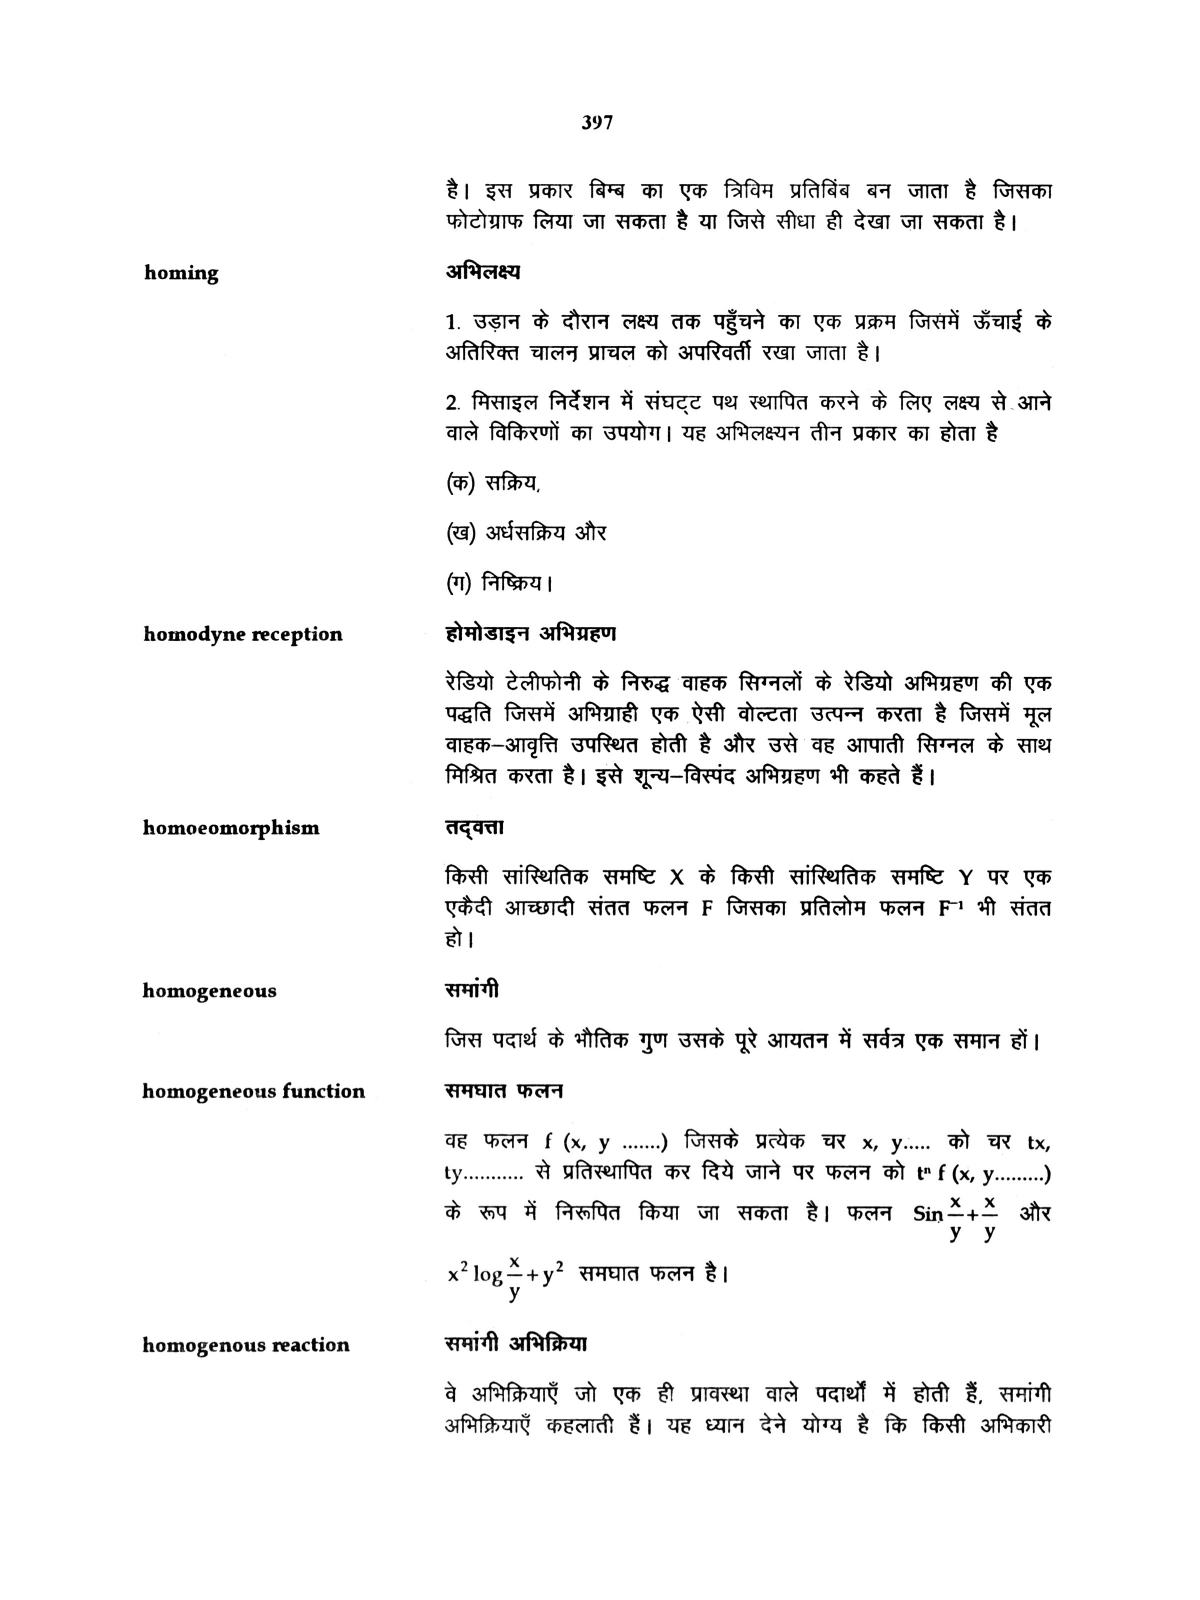 397
है। इस प्रकार बिम्ब का एक त्रिविम प्रतिबिंब बन जाता है जिसका
फोटोग्राफ लिया जा सकता है या जिसे सीधा ही देखा जा सकता है।
homing अभिलक्ष्य
1. उड़ान के दौरान लक्ष्य तक पहुँचने का एक प्रक्रम जिसमें ऊँचाई के
अतिरिक्त चालन प्राचल को अपरिवर्ती रखा जाता है।
2. मिसाइल निर्देशन में संघट्ट पथ स्थापित करने के लिए लक्ष्य से आने
वाले विकिरणों का उपयोग। यह अभिलक्ष्यन तीन प्रकार का होता है
(क) सक्रिय,
(ख) अर्धसक्रिय और
(ग) निष्क्रिय।
homodyne reception होमोडाइन अभिग्रहण
रेडियो टेलीफोनी के निरुद्ध वाहक सिग्नलों के रेडियो अभिग्रहण की एक
पद्धति जिसमें अभिग्राही एक ऐसी वोल्टता उत्पन्न करता है जिसमें मूल
वाहक–आवृत्ति उपस्थित होती है और उसे वह आपाती सिग्नल के साथ
मिश्रित करता है। इसे शून्य–विस्पंद अभिग्रहण भी कहते हैं।
homoeomorphism तद्वत्ता
किसी सांस्थितिक समष्टि X के किसी सांस्थितिक समष्टि Y पर एक
एकैदी आच्छादी संतत फलन F जिसका प्रतिलोम फलन F⁻¹ भी संतत
हो।
homogeneous समांगी
जिस पदार्थ के भौतिक गुण उसके पूरे आयतन में सर्वत्र एक समान हों।
homogeneous function समघात फलन
वह फलन f (x, y .......) जिसके प्रत्येक चर x, y..... को चर tx,
ty........... से प्रतिस्थापित कर दिये जाने पर फलन को tⁿ f (x, y.........)
के रूप में निरूपित किया जा सकता है। फलन Sin x/y + x/y और
x² log x/y + y² समघात फलन है।
homogenous reaction समांगी अभिक्रिया
वे अभिक्रियाएँ जो एक ही प्रावस्था वाले पदार्थों में होती हैं, समांगी
अभिक्रियाएँ कहलाती हैं। यह ध्यान देने योग्य है कि किसी अभिकारी